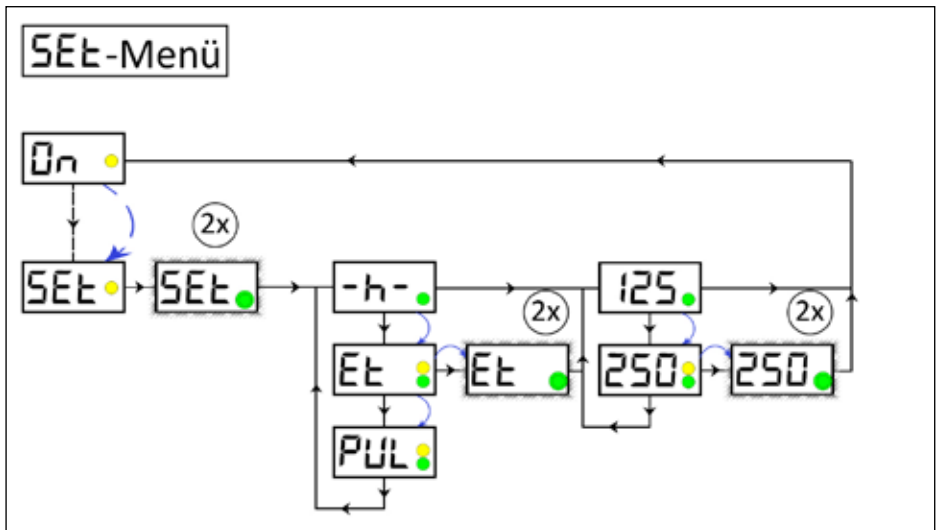 SEt-Menü
On
2x
SEt
SEt
-h-
125
2x
2x
Et
Et
250
250
PUL